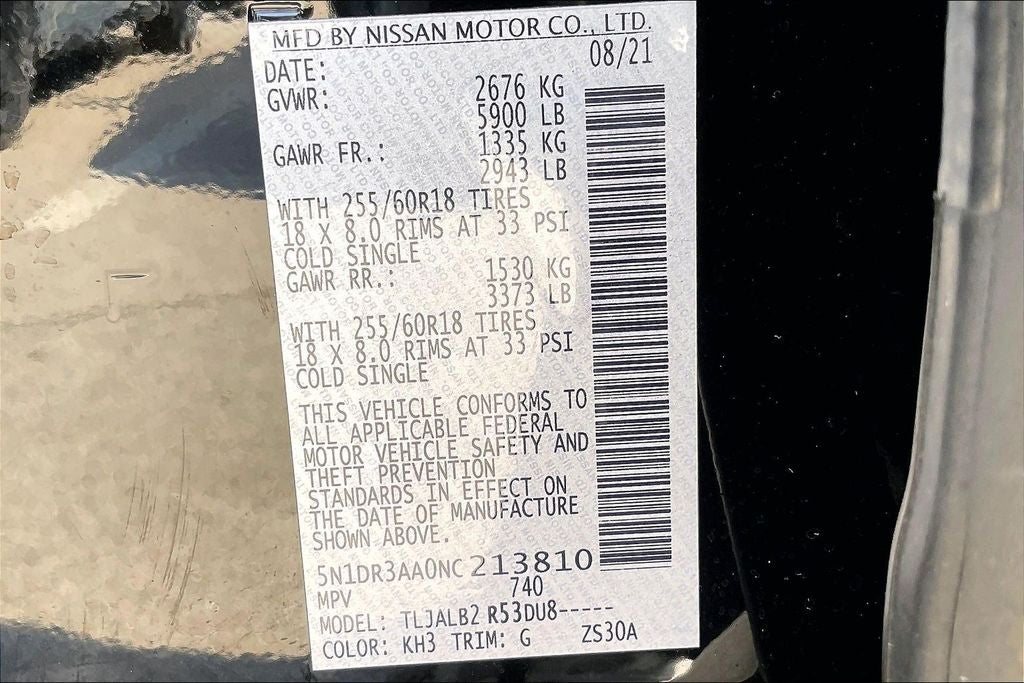 MFD BY NISSAN MOTOR CO., LTD.
DATE: 08/21
GVWR: 2676 KG
5900 LB
GAWR FR.: 1335 KG
2943 LB
WITH 255/60R18 TIRES
18 X 8.0 RIMS AT 33 PSI
COLD SINGLE
GAWR RR.: 1530 KG
3373 LB
WITH 255/60R18 TIRES
18 X 8.0 RIMS AT 33 PSI
COLD SINGLE
THIS VEHICLE CONFORMS TO
ALL APPLICABLE FEDERAL
MOTOR VEHICLE SAFETY AND
THEFT PREVENTION
STANDARDS IN EFFECT ON
THE DATE OF MANUFACTURE
SHOWN ABOVE.
5N1DR3AA0NC 213810
MPV 740
MODEL: TLJALB2 R53DU8-----
COLOR: KH3 TRIM: G ZS30A